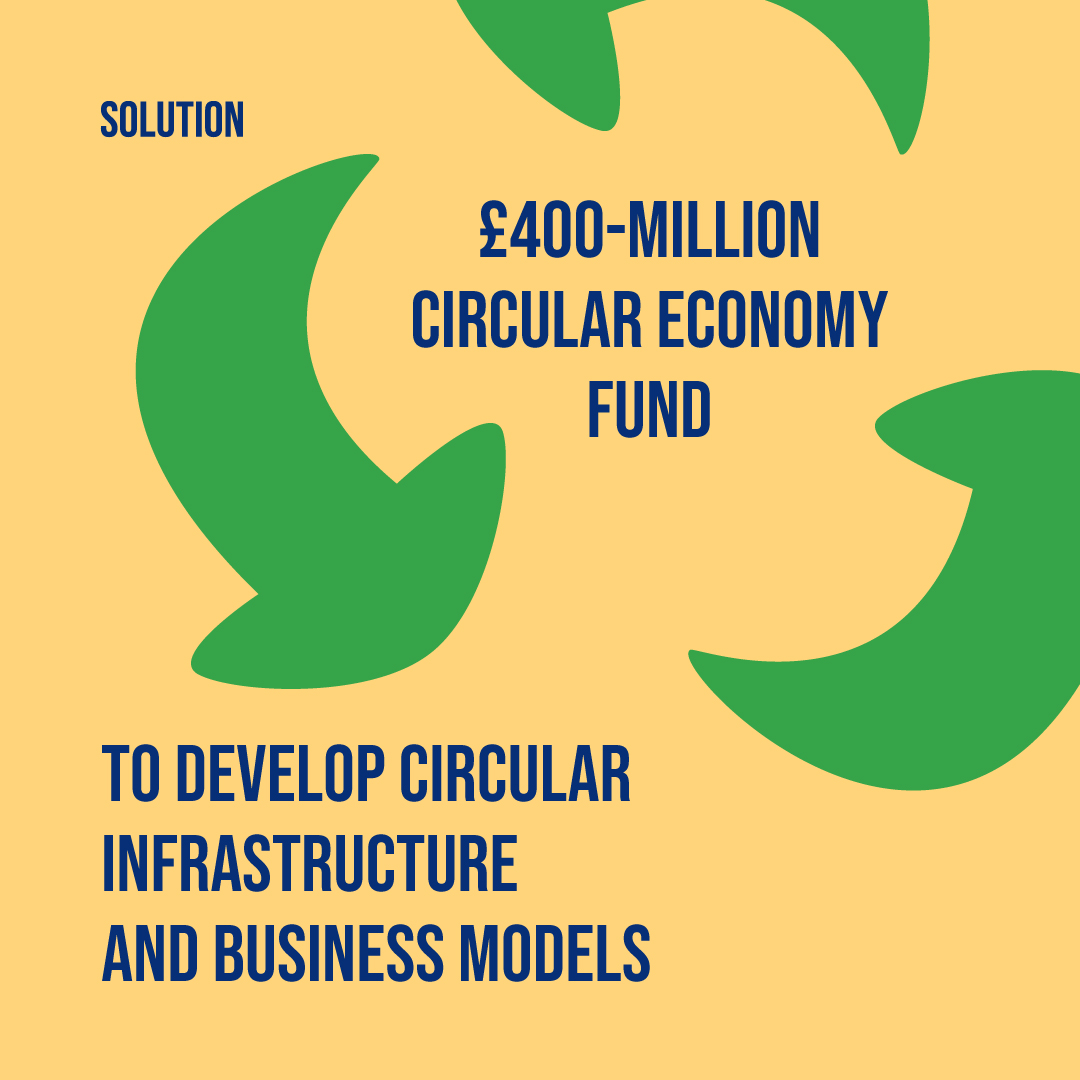 SOLUTION
£400-MILLION
CIRCULAR ECONOMY
FUND
TO DEVELOP CIRCULAR
INFRASTRUCTURE
AND BUSINESS MODELS